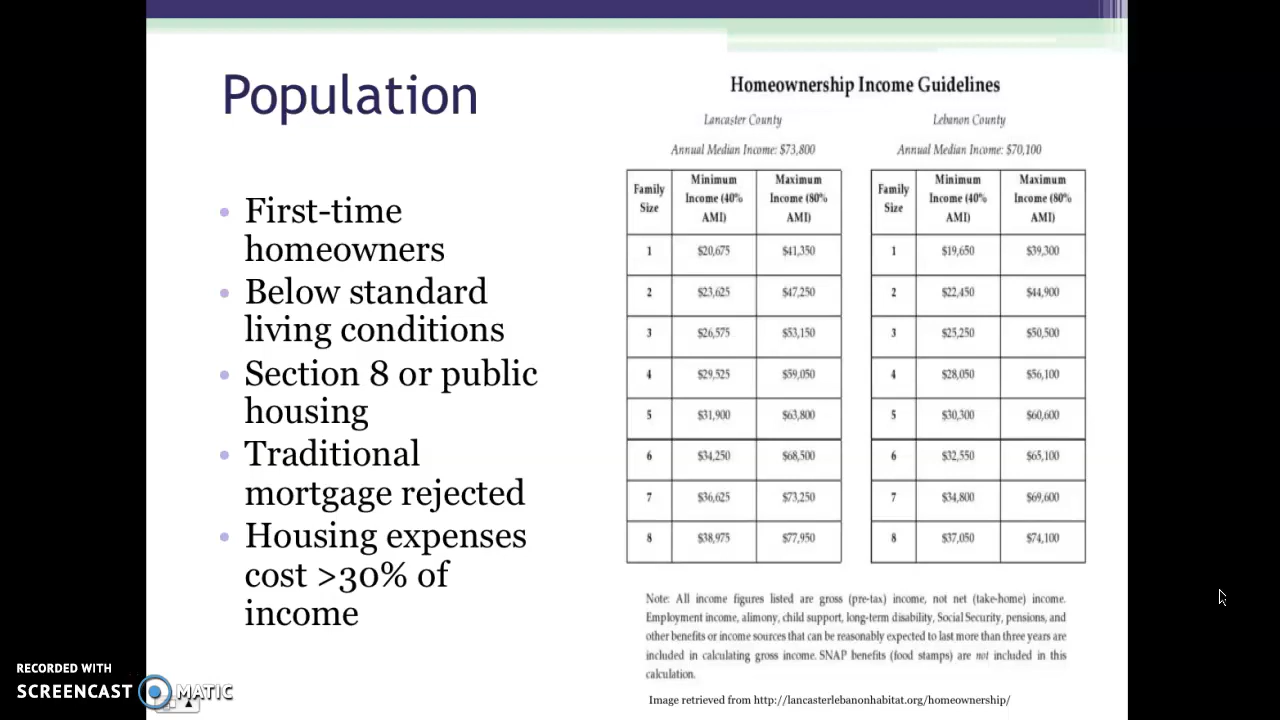 Population
• First-time
homeowners
• Below standard
living conditions
• Section 8 or public
housing
• Traditional
mortgage rejected
• Housing expenses
cost >30% of
income
Homeownership Income Guidelines
Lancaster County
Annual Median Income: $73,800
Family Size Minimum Income (40% AMI) Maximum Income (80% AMI)
1 $20,675 $41,350
2 $23,625 $47,250
3 $26,575 $53,150
4 $29,525 $59,050
5 $31,900 $63,800
6 $34,250 $68,500
7 $36,625 $73,250
8 $38,975 $77,950
Lebanon County
Annual Median Income: $70,100
Family Size Minimum Income (40% AMI) Maximum Income (80% AMI)
1 $19,650 $39,300
2 $22,450 $44,900
3 $25,250 $50,500
4 $28,050 $56,100
5 $30,300 $60,600
6 $32,550 $65,100
7 $34,800 $69,600
8 $37,050 $74,100
Note: All income figures listed are gross (pre-tax) income, not net (take-home) income.
Employment income, alimony, child support, long-term disability, Social Security, pensions, and
other benefits or income sources that can be reasonably expected to last more than three years are
included in calculating gross income. SNAP benefits (food stamps) are not included in this
calculation.
Image retrieved from http://lancasterlebanonhabitat.org/homeownership/
RECORDED WITH
SCREENCAST MATIC